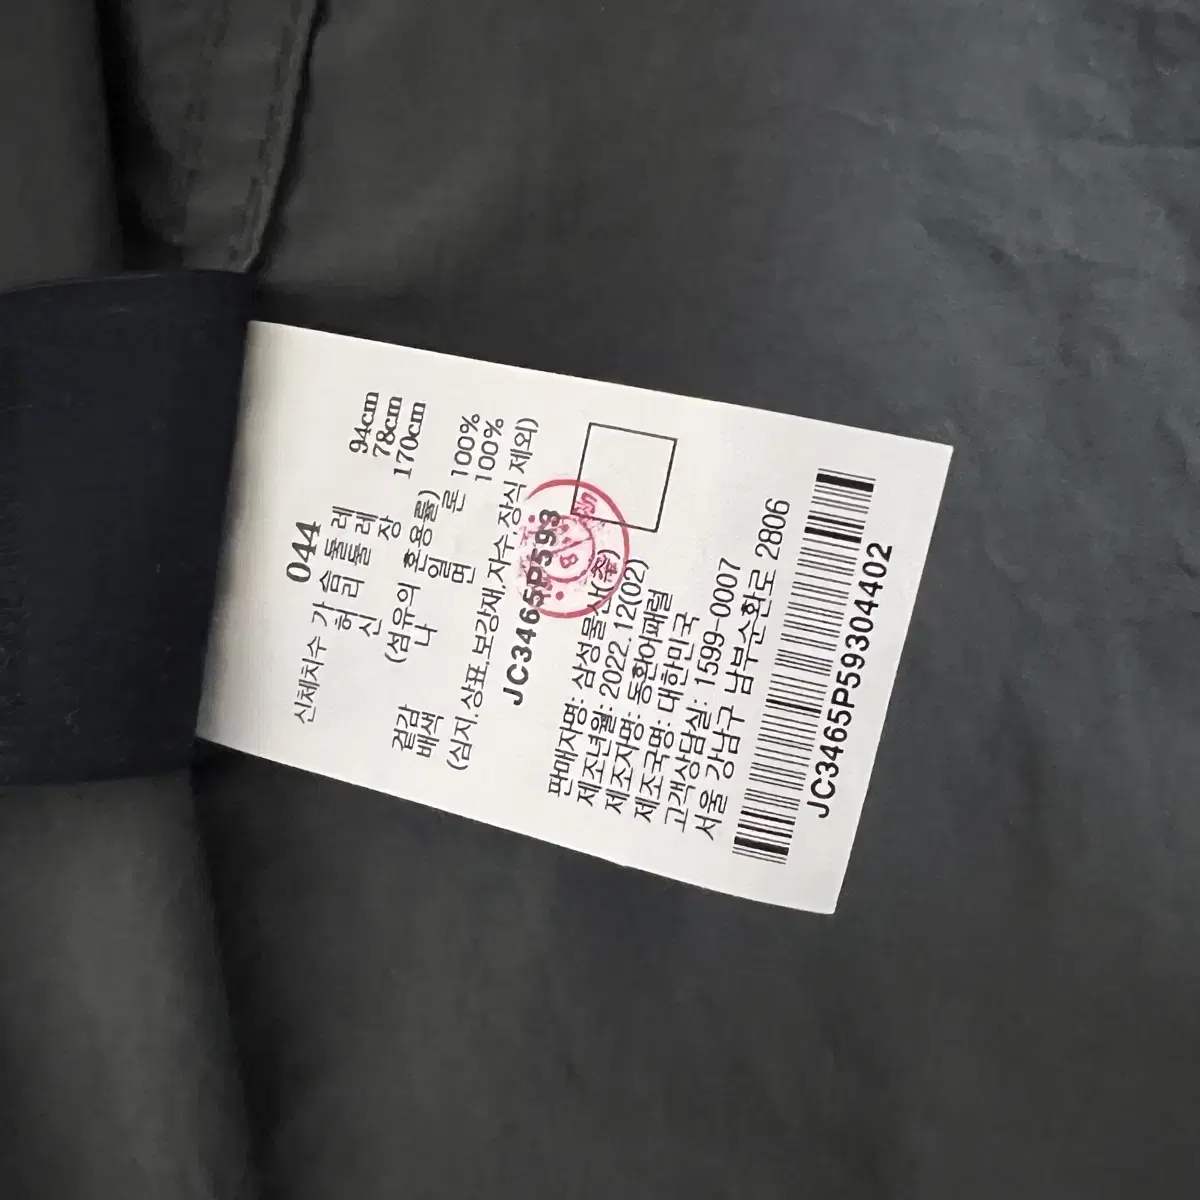 044
신체치수 가슴둘레 94cm
허리둘레 78cm
신 장 170cm
(섬유의 혼용률)
겉감 나 일 론 100%
배색 면 100%
(심지,상표,보강재,자수,장식 제외)
JC3465P593
판매자명: 삼성물산(주)
제조년월: 2022.12(02)
제조자명: 동환어패럴
제조국명: 대한민국
고객상담실: 1599-0007
서울 강남구 남부순환로 2806
JC3465P59304402